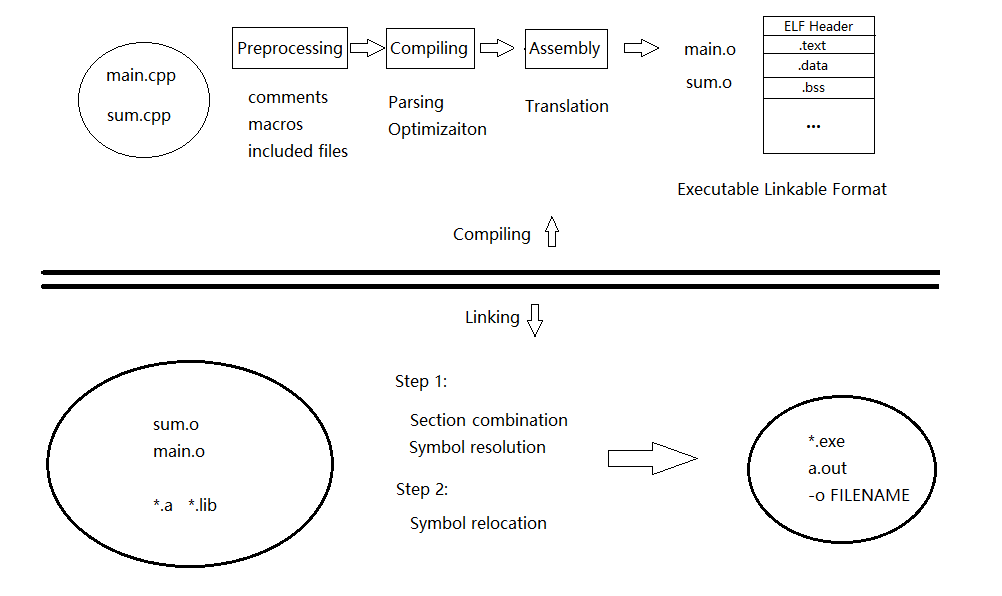 main.cpp
sum.cpp
Preprocessing
comments
macros
included files
Compiling
Parsing
Optimizaiton
Assembly
Translation
main.o
sum.o
ELF Header
.text
.data
.bss
...
Executable Linkable Format
Compiling
Linking
sum.o
main.o
*.a *.lib
Step 1:
Section combination
Symbol resolution
Step 2:
Symbol relocation
*.exe
a.out
-o FILENAME